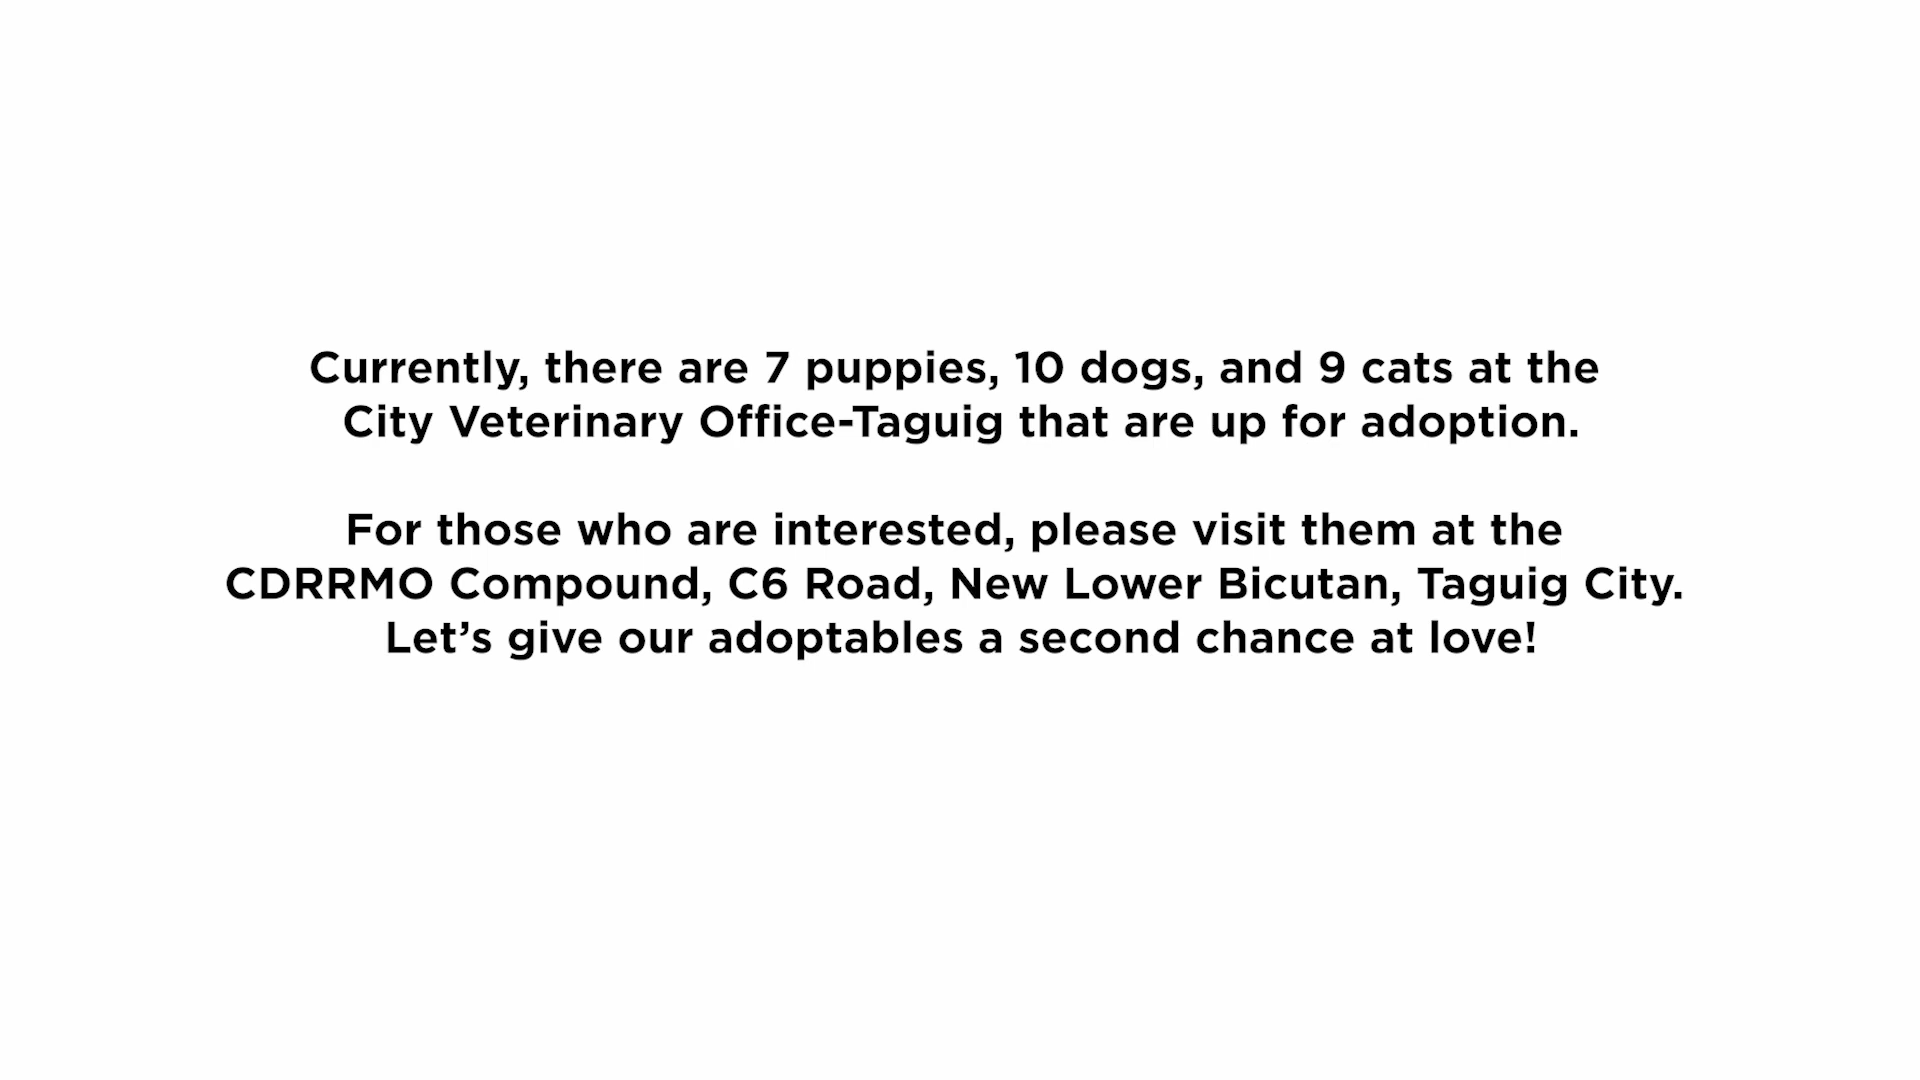 Currently, there are 7 puppies, 10 dogs, and 9 cats at the
City Veterinary Office-Taguig that are up for adoption.
For those who are interested, please visit them at the
CDRRMO Compound, C6 Road, New Lower Bicutan, Taguig City.
Let’s give our adoptables a second chance at love!